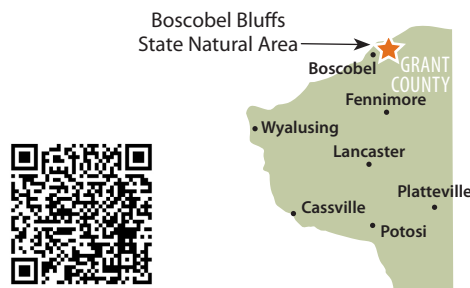 Boscobel Bluffs
State Natural Area
GRANT
COUNTY
Boscobel
Fennimore
Wyalusing
Lancaster
Platteville
Cassville
Potosi